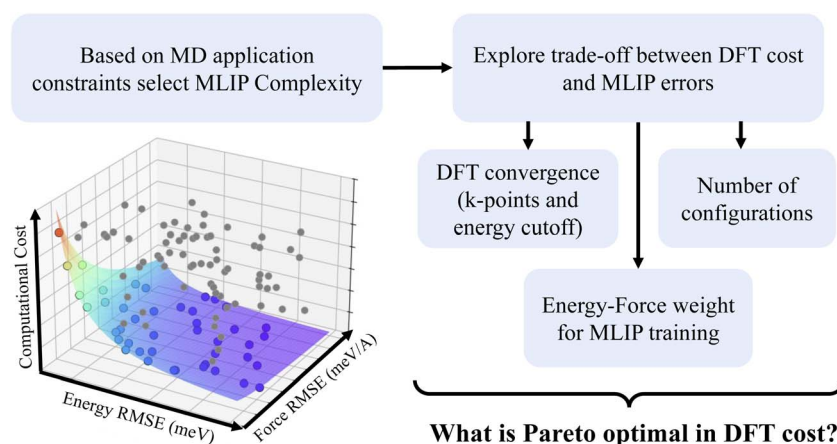 Based on MD application
constraints select MLIP Complexity
Explore trade-off between DFT cost
and MLIP errors
DFT convergence
(k-points and
energy cutoff)
Number of
configurations
Energy-Force weight
for MLIP training
Computational Cost
Energy RMSE (meV)
Force RMSE (meV/A)
What is Pareto optimal in DFT cost?